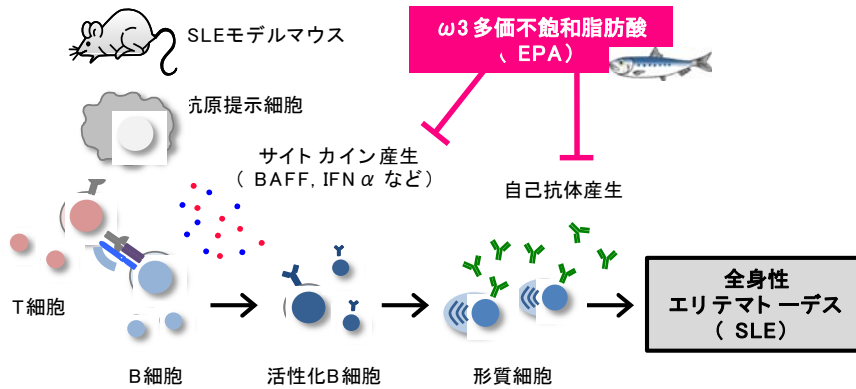 SLEモデルマウス
ω3多価不飽和脂肪酸
( EPA)
抗原提示細胞
サイトカイン産生
( BAFF, IFNα など)
自己抗体産生
T細胞
B細胞
活性化B細胞
形質細胞
全身性
エリテマトーデス
( SLE)